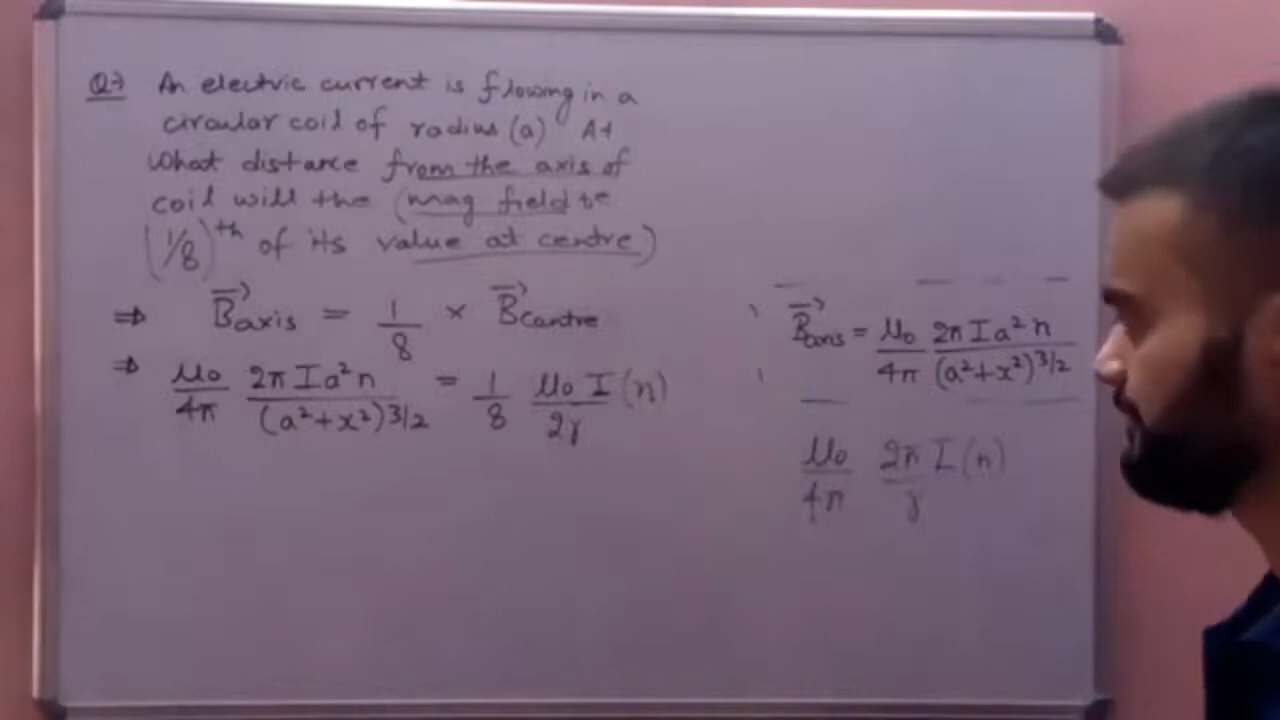 Q→ An electric current is flowing in a
circular coil of radius (a) At
what distance from the axis of
coil will the (mag field be
(1/8)th of its value at centre)
⇒ B⃗axis = 1/8 × B⃗centre
⇒ μ₀/4π 2πIa²n/(a²+x²)3/2 = 1/8 μ₀I/2r (n)
B⃗axis = μ₀/4π 2πIa²n/(a²+x²)3/2
μ₀/4π 2πI/r (n)